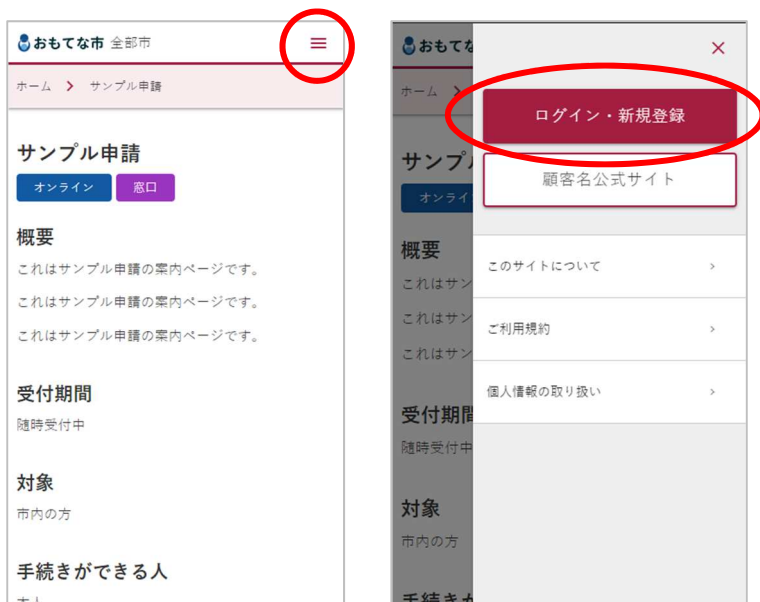 おもてな市 全部市
ホーム > サンプル申請
サンプル申請
オンライン 窓口
概要
これはサンプル申請の案内ページです。
これはサンプル申請の案内ページです。
これはサンプル申請の案内ページです。
受付期間
随時受付中
対象
市内の方
手続きができる人
おもてな
ホーム >
ログイン・新規登録
サンプ
顧客名公式サイト
オンライ
概要
このサイトについて >
これはサン
これはサン
ご利用規約 >
これはサン
個人情報の取り扱い >
受付期間
随時受付中
対象
市内の方
手続きが